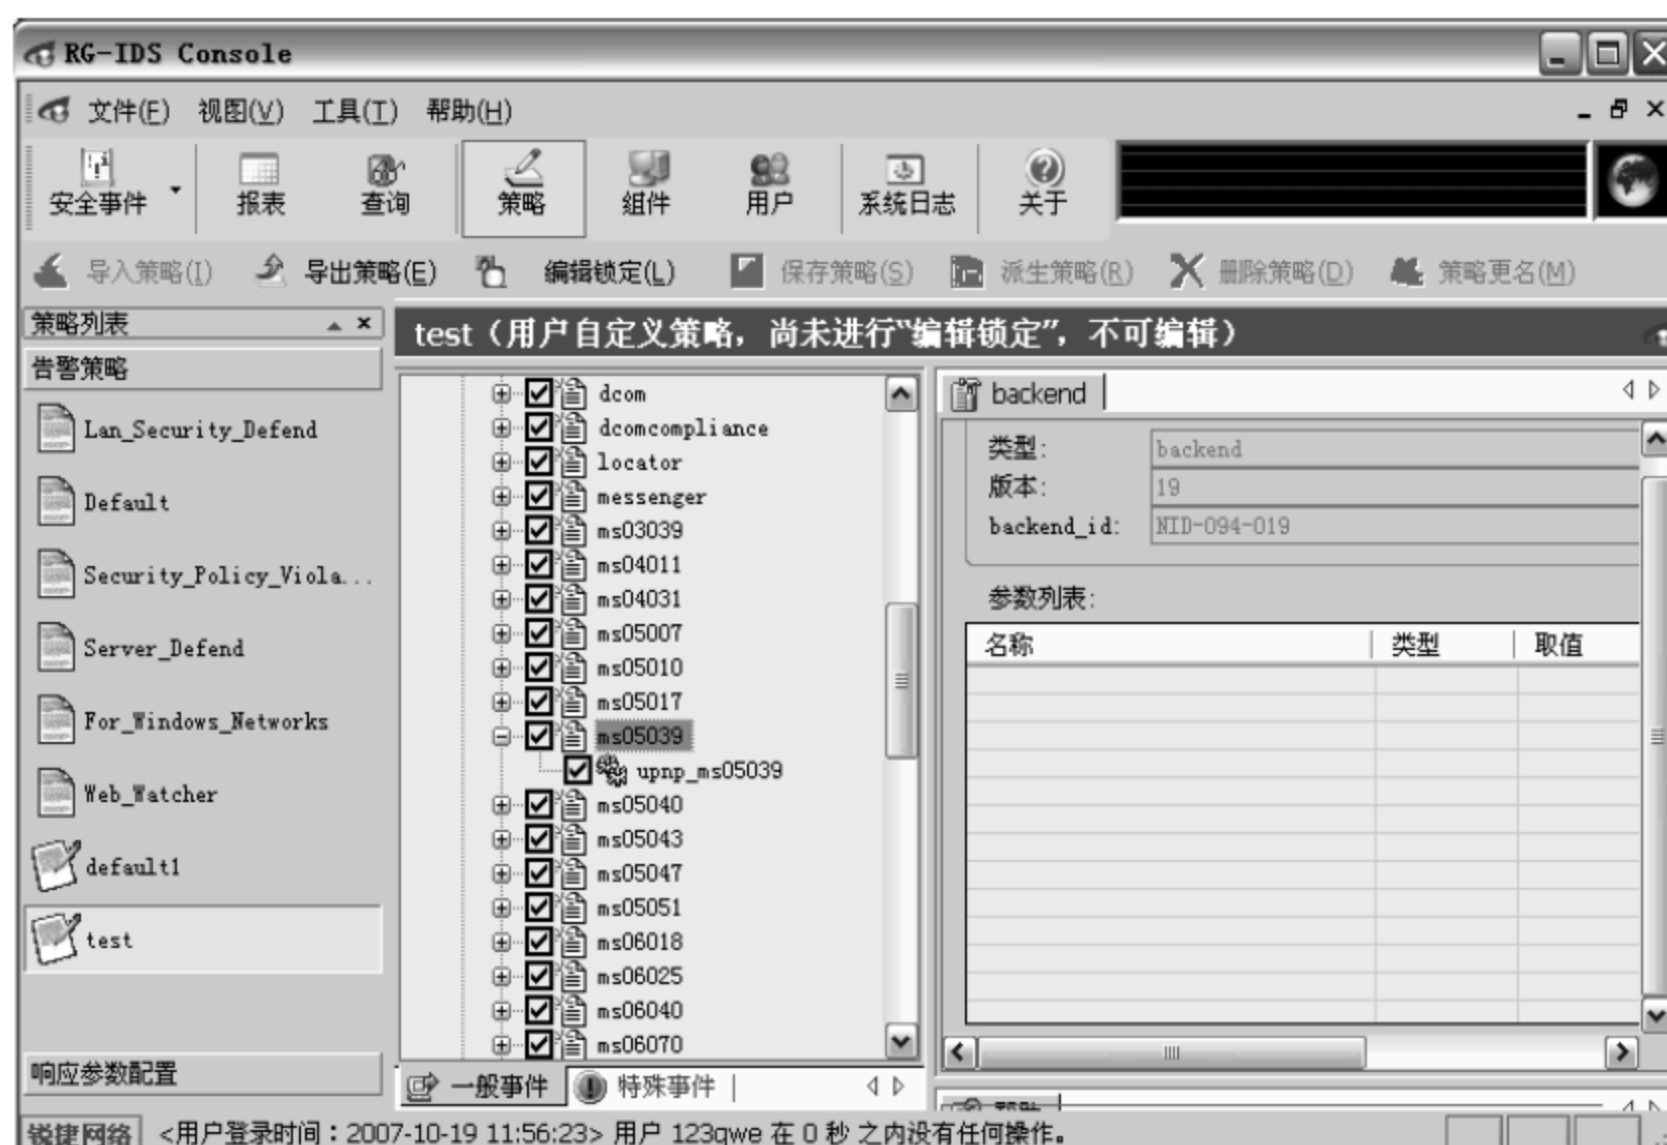 RG-IDS Console
文件(F) 视图(V) 工具(T) 帮助(H)
安全事件 报表 查询 策略 组件 用户 系统日志 关于
导入策略(I) 导出策略(E) 编辑锁定(L) 保存策略(S) 派生策略(R) 删除策略(D) 策略更名(M)
策略列表
告警策略
Lan_Security_Defend
Default
Security_Policy_Viola...
Server_Defend
For_Windows_Networks
Web_Watcher
default1
test
响应参数配置
test（用户自定义策略，尚未进行“编辑锁定”，不可编辑）
dcom
dcomcompliance
locator
messenger
ms03039
ms04011
ms04031
ms05007
ms05010
ms05017
ms05039
upnp_ms05039
ms05040
ms05043
ms05047
ms05051
ms06018
ms06025
ms06040
ms06070
一般事件 特殊事件
backend
类型: backend
版本: 19
backend_id: NID-094-019
参数列表:
名称 类型 取值
锐捷网络 <用户登录时间：2007-10-19 11:56:23> 用户 123qwe 在 0 秒 之内没有任何操作。